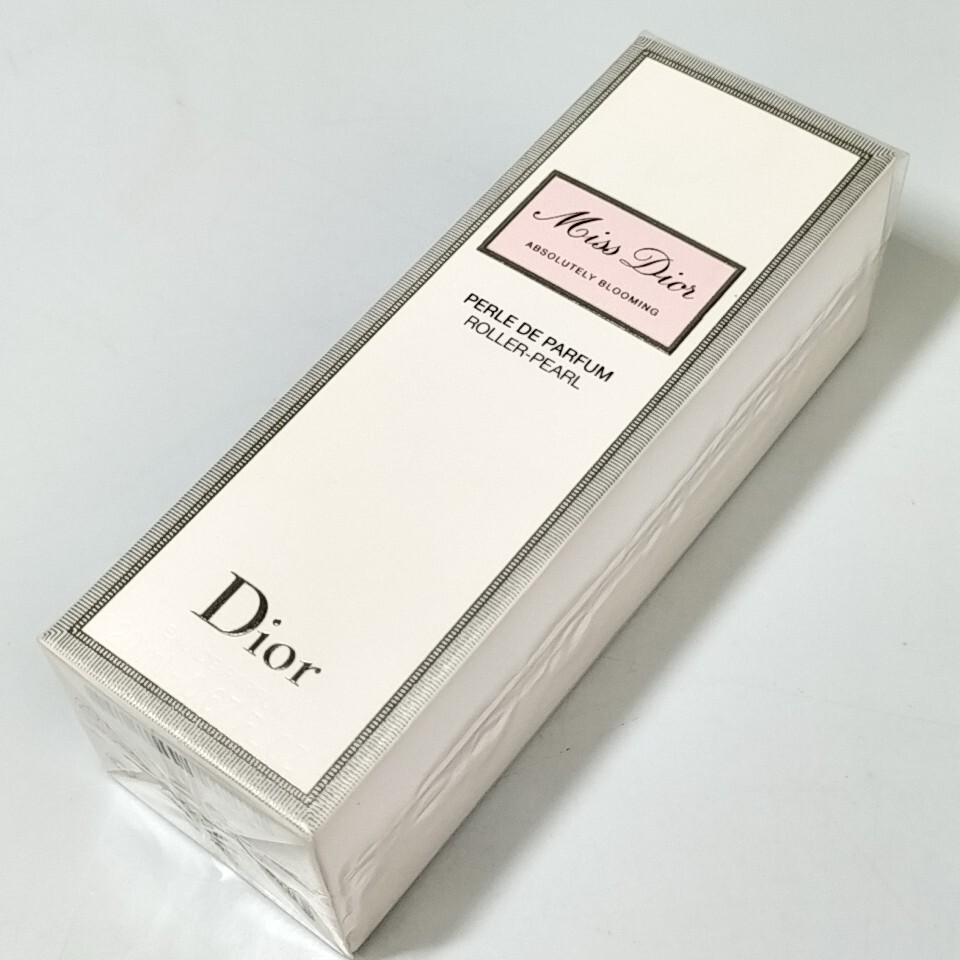 Miss Dior
ABSOLUTELY BLOOMING
PERLE DE PARFUM
ROLLER-PEARL
Dior